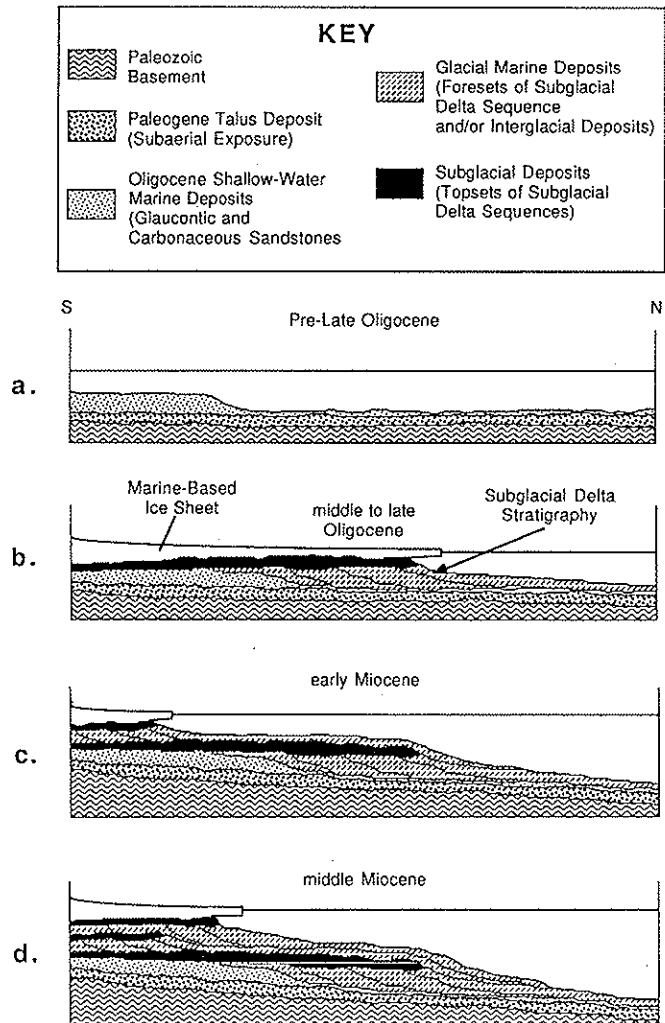 KEY
Paleozoic
Basement
Paleogene Talus Deposit
(Subaerial Exposure)
Oligocene Shallow-Water
Marine Deposits
(Glauconitic and
Carbonaceous Sandstones
Glacial Marine Deposits
(Foresets of Subglacial
Delta Sequence
and/or Interglacial Deposits)
Subglacial Deposits
(Topsets of Subglacial
Delta Sequences)
S
N
Pre-Late Oligocene
a.
Marine-Based
Ice Sheet
middle to late
Oligocene
Subglacial Delta
Stratigraphy
b.
early Miocene
c.
middle Miocene
d.